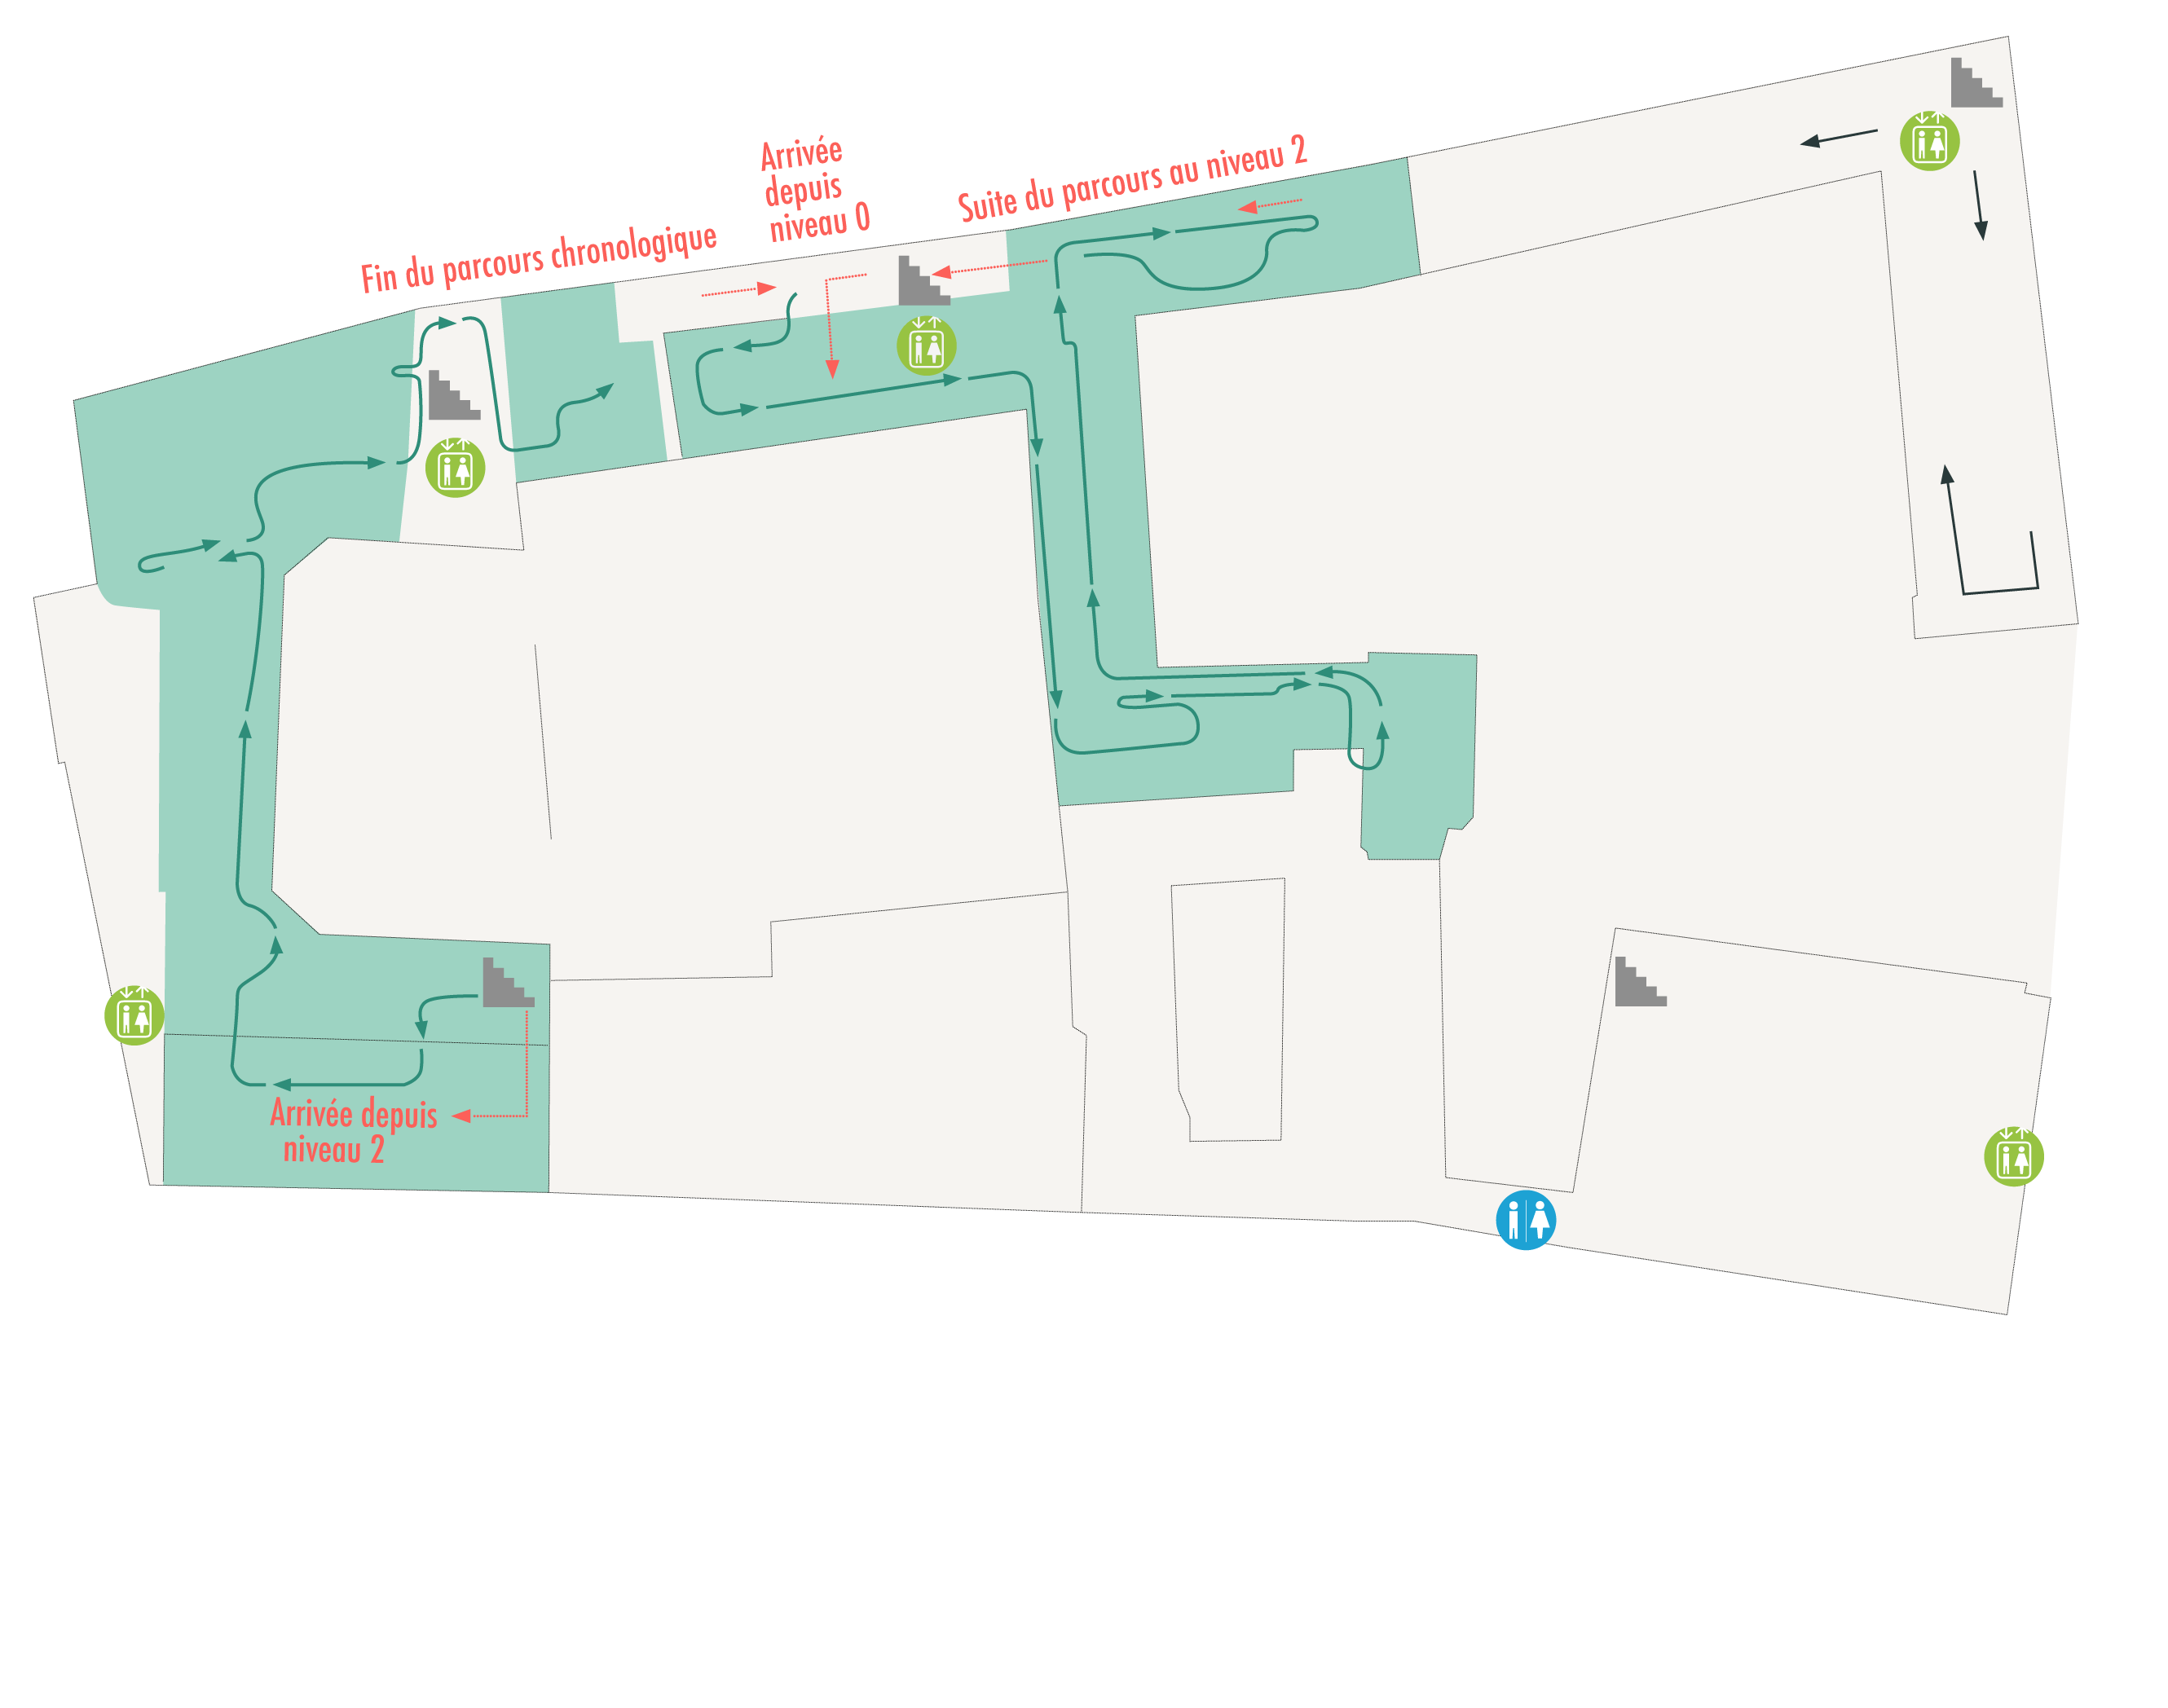 Arrivée
depuis
niveau 0
Suite du parcours au niveau 2
Fin du parcours chronologique
Arrivée depuis
niveau 2